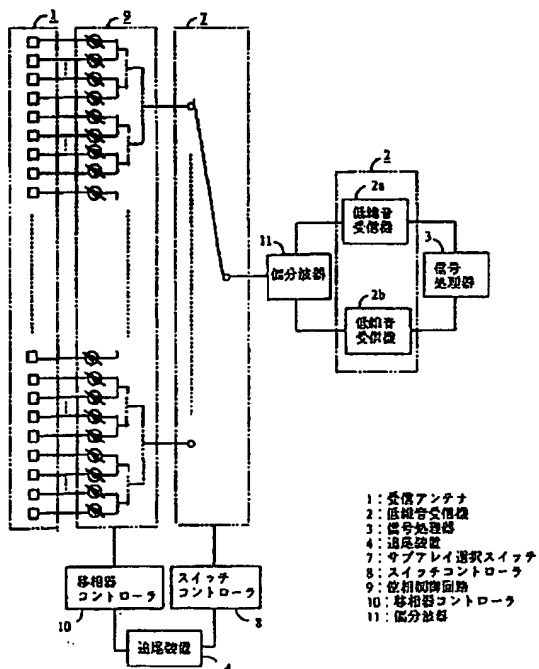 1
9
7
2
2a
低雑音
受信器
11
偏分波器
3
信号
処理器
2b
低雑音
受信機
移相器
コントローラ
10
スイッチ
コントローラ
8
追尾装置
4
1：受信アンテナ
2：低雑音受信機
3：信号処理器
4：追尾装置
7：サブアレイ選択スイッチ
8：スイッチコントローラ
9：位相制御回路
10：移相器コントローラ
11：偏分波器